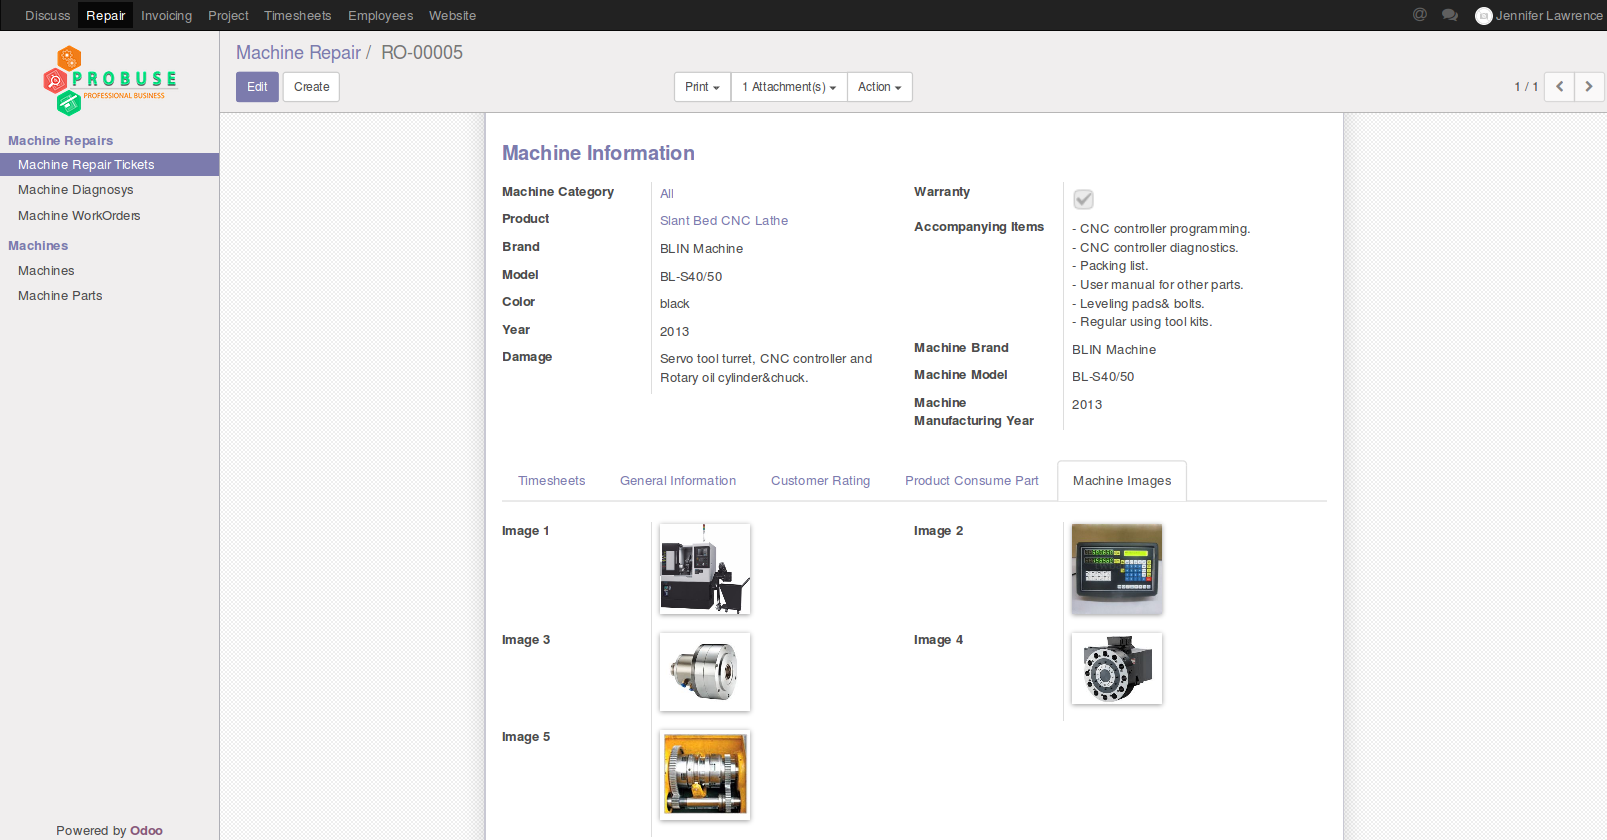 Discuss Repair Invoicing Project Timesheets Employees Website
@ Jennifer Lawrence
PROBUSE
PROFESSIONAL BUSINESS
Machine Repairs
Machine Repair Tickets
Machine Diagnosys
Machine WorkOrders
Machines
Machines
Machine Parts
Powered by Odoo
Machine Repair / RO-00005
Edit Create
Print 1 Attachment(s) Action
1 / 1
Machine Information
Machine Category All
Product Slant Bed CNC Lathe
Brand BLIN Machine
Model BL-S40/50
Color black
Year 2013
Damage Servo tool turret, CNC controller and
Rotary oil cylinder&chuck.
Warranty
Accompanying Items - CNC controller programming.
- CNC controller diagnostics.
- Packing list.
- User manual for other parts.
- Leveling pads& bolts.
- Regular using tool kits.
Machine Brand BLIN Machine
Machine Model BL-S40/50
Machine
Manufacturing Year 2013
Timesheets General Information Customer Rating Product Consume Part Machine Images
Image 1
Image 2
Image 3
Image 4
Image 5